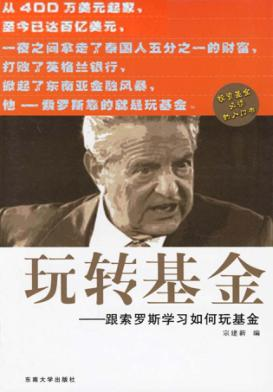 从400万美元起家，
至今已达百亿美元，
一夜之间拿走了泰国人五分之一的财富，
打败了英格兰银行，
掀起了东南亚金融风暴，
他—索罗斯靠的就是玩基金。
投资基金
必读
的入门书
玩转基金
——跟索罗斯学习如何玩基金
宗建新 编
东南大学出版社